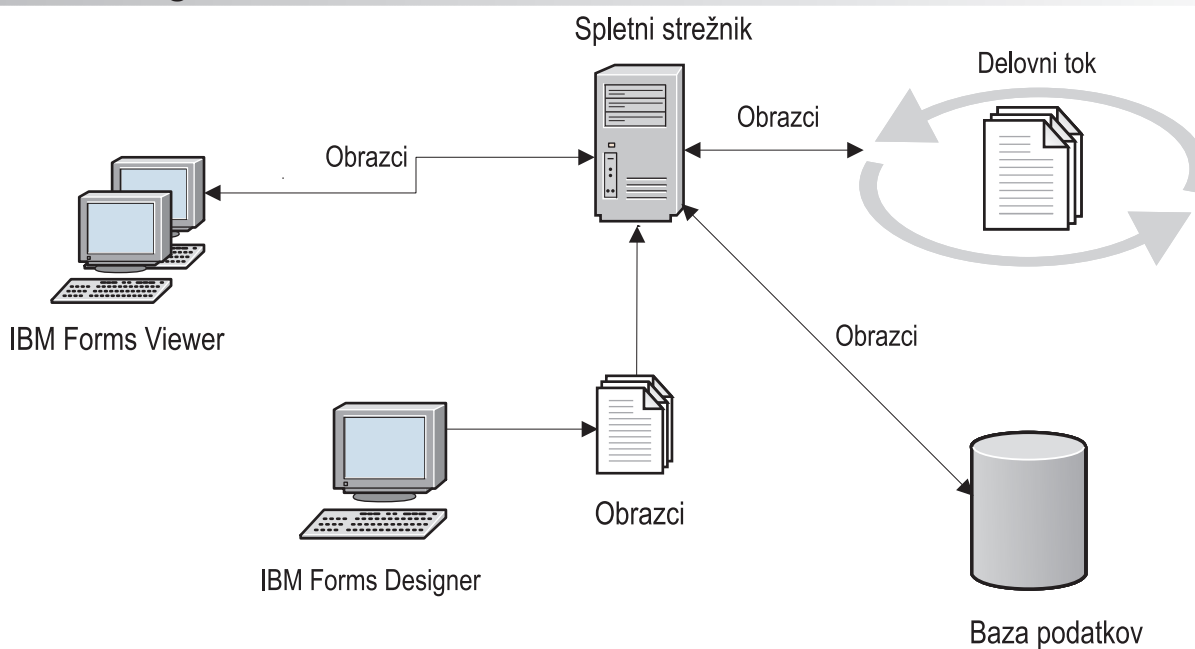 Spletni strežnik
Delovni tok
Obrazci
Obrazci
IBM Forms Viewer
Obrazci
Obrazci
IBM Forms Designer
Baza podatkov